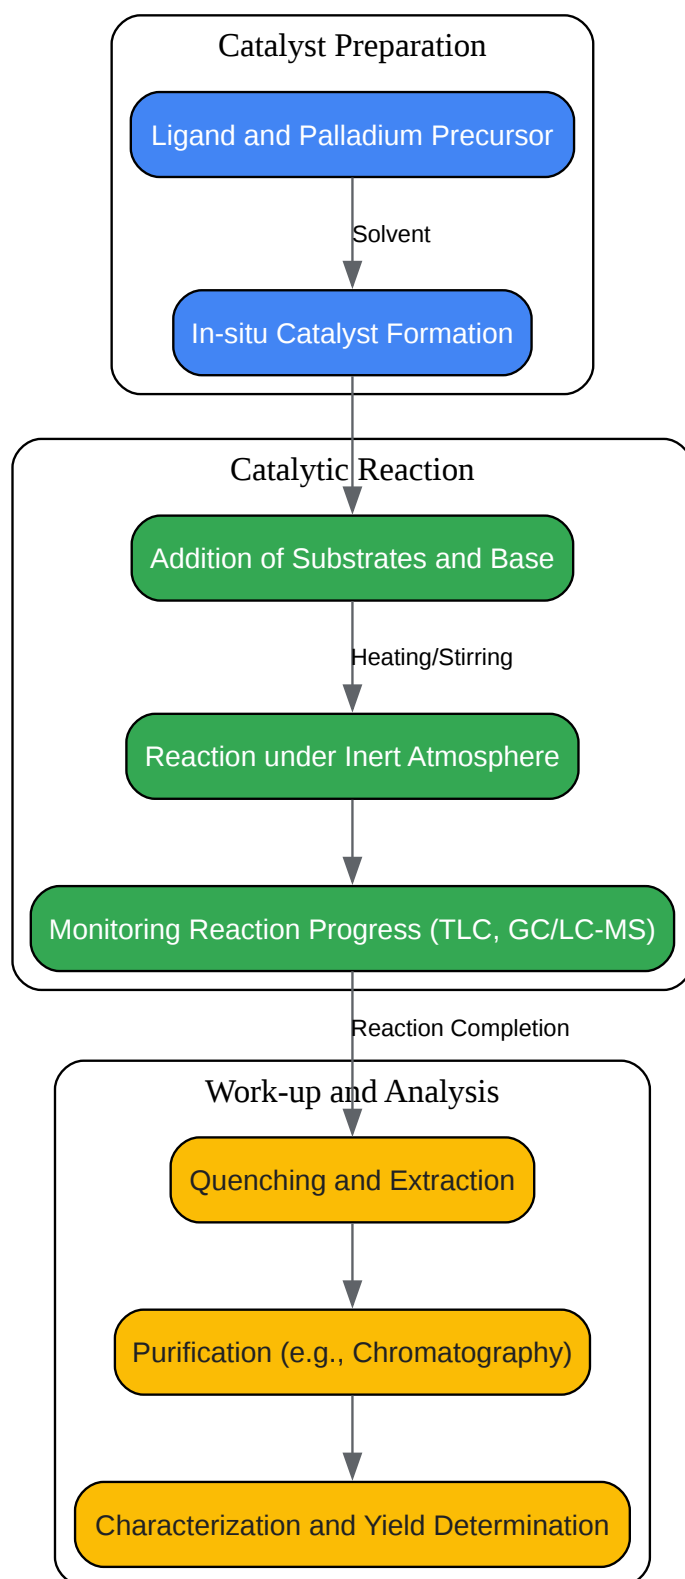 Catalyst Preparation
Ligand and Palladium Precursor
Solvent
In-situ Catalyst Formation
Catalytic Reaction
Addition of Substrates and Base
Heating/Stirring
Reaction under Inert Atmosphere
Monitoring Reaction Progress (TLC, GC/LC-MS)
Reaction Completion
Work-up and Analysis
Quenching and Extraction
Purification (e.g., Chromatography)
Characterization and Yield Determination